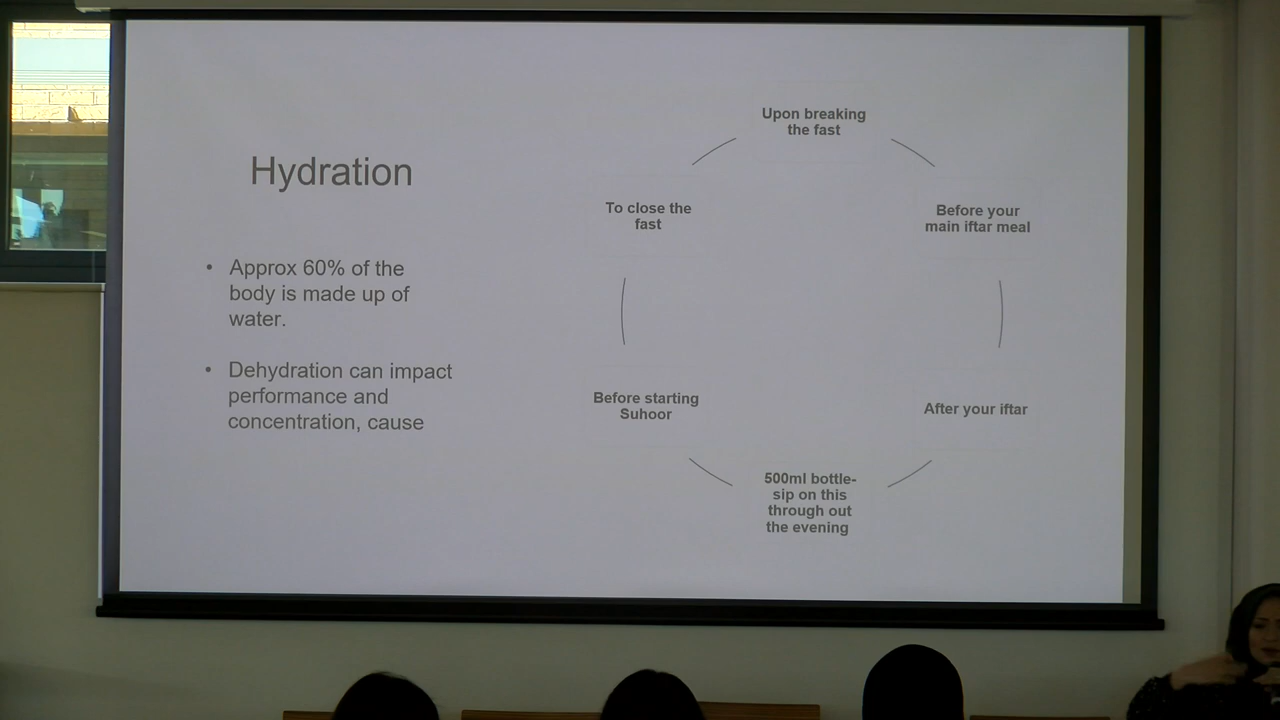 Hydration
• Approx 60% of the
body is made up of
water.
• Dehydration can impact
performance and
concentration, cause
Upon breaking
the fast
Before your
main iftar meal
After your iftar
500ml bottle-
sip on this
through out
the evening
Before starting
Suhoor
To close the
fast